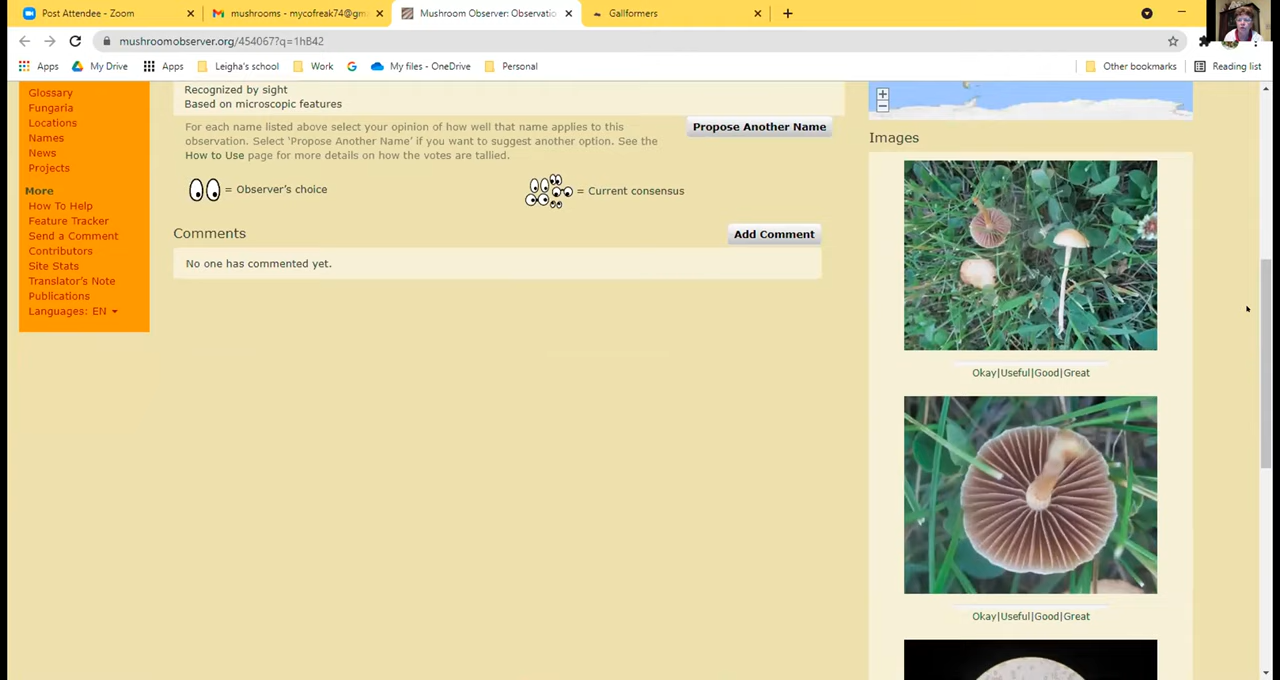 Post Attendee - Zoom
mushrooms - mycofreak74@gm
Mushroom Observer: Observatio
Gallformers
mushroomobserver.org/454067?q=1hB42
Apps
My Drive
Apps
Leigha's school
Work
My files - OneDrive
Personal
Other bookmarks
Reading list
Glossary
Fungaria
Locations
Names
News
Projects
More
How To Help
Feature Tracker
Send a Comment
Contributors
Site Stats
Translator's Note
Publications
Languages: EN
Recognized by sight
Based on microscopic features
For each name listed above select your opinion of how well that name applies to this
observation. Select 'Propose Another Name' if you want to suggest another option. See the
How to Use page for more details on how the votes are tallied.
Propose Another Name
= Observer's choice
= Current consensus
Comments
Add Comment
No one has commented yet.
+
-
Images
Okay|Useful|Good|Great
Okay|Useful|Good|Great